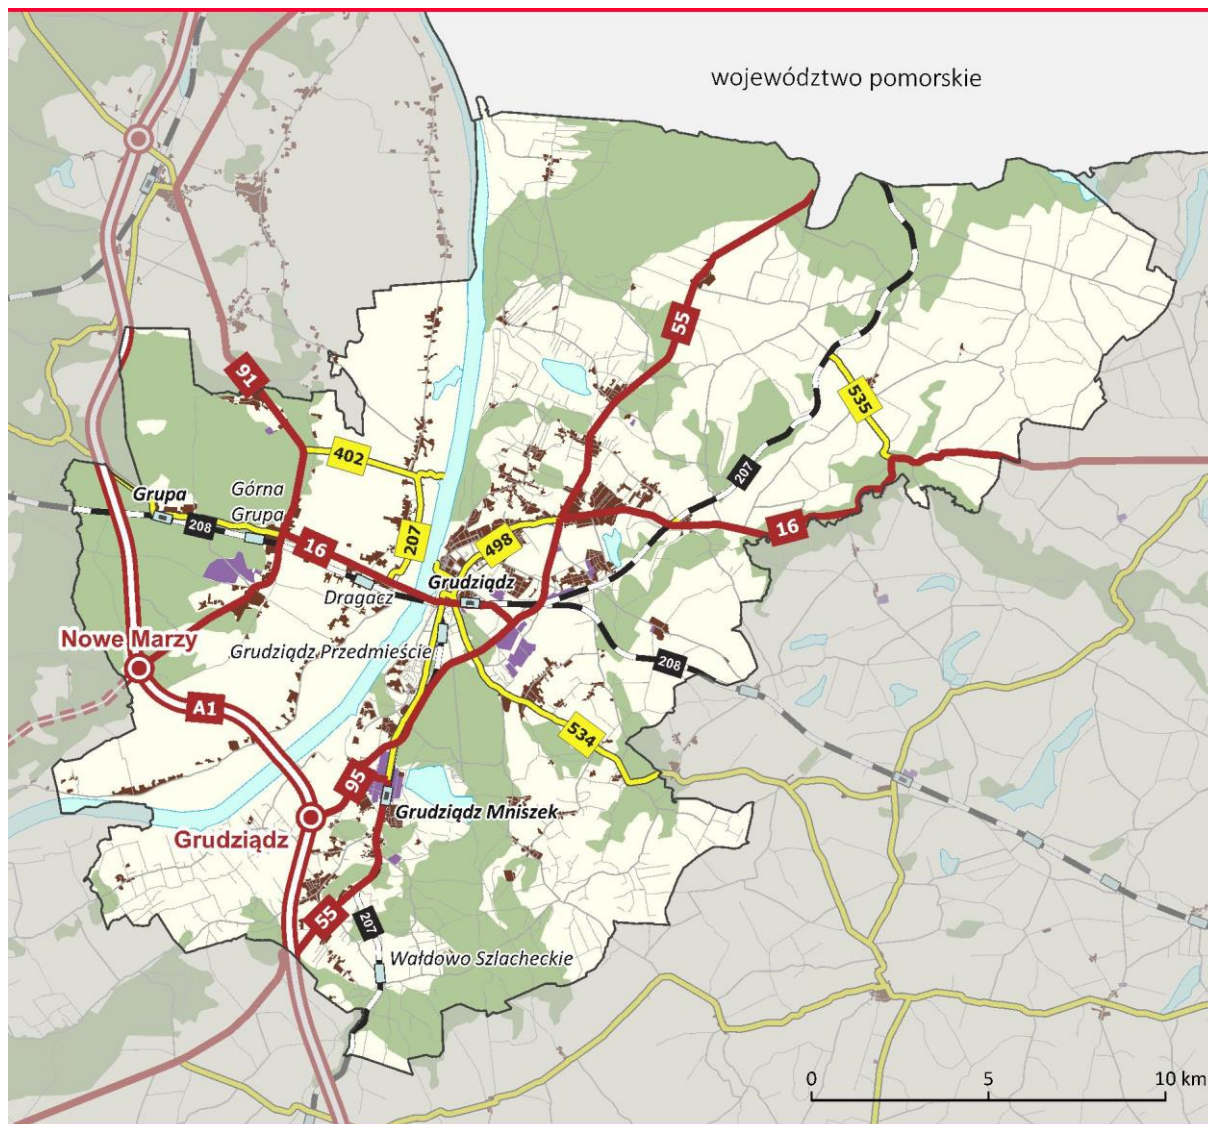 województwo pomorskie
55
91
535
402
207
Grupa
Górna
Grupa
208
16
207
498
16
Dragacz
Grudziądz
Nowe Marzy
Grudziądz Przedmieście
208
A1
534
95
Grudziądz Mniszek
Grudziądz
55
207
Wałdowo Szlacheckie
0 5 10 km